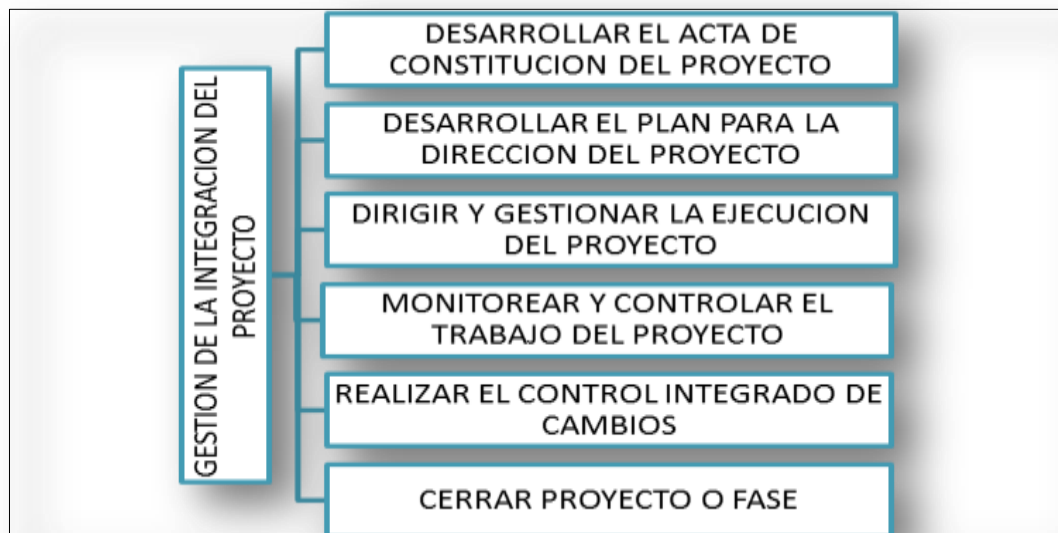 GESTION DE LA INTEGRACION DEL
PROYECTO
DESARROLLAR EL ACTA DE
CONSTITUCION DEL PROYECTO
DESARROLLAR EL PLAN PARA LA
DIRECCION DEL PROYECTO
DIRIGIR Y GESTIONAR LA EJECUCION
DEL PROYECTO
MONITOREAR Y CONTROLAR EL
TRABAJO DEL PROYECTO
REALIZAR EL CONTROL INTEGRADO DE
CAMBIOS
CERRAR PROYECTO O FASE